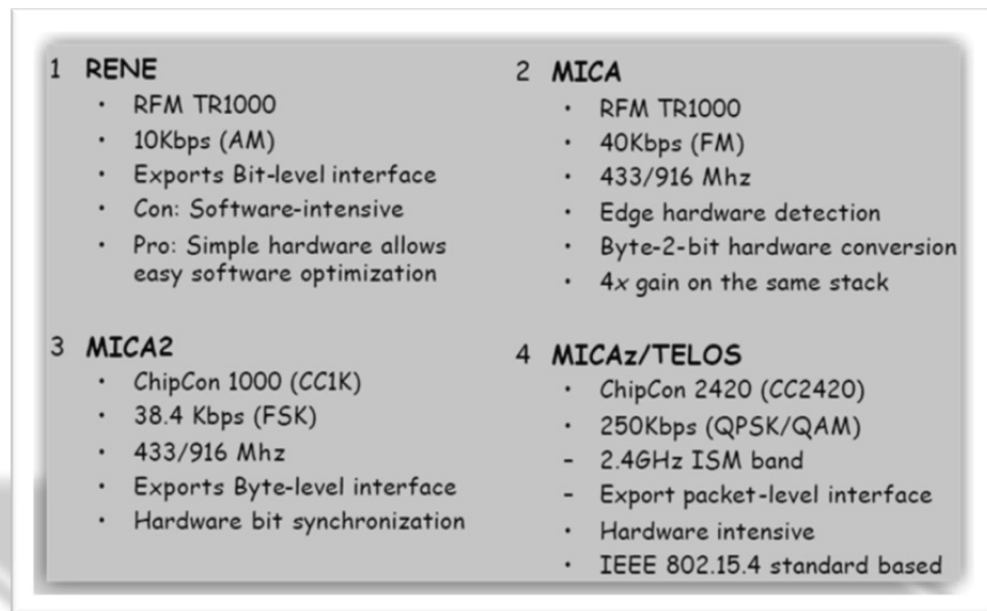 1 RENE
· RFM TR1000
· 10Kbps (AM)
· Exports Bit-level interface
· Con: Software-intensive
· Pro: Simple hardware allows
easy software optimization
2 MICA
· RFM TR1000
· 40Kbps (FM)
· 433/916 Mhz
· Edge hardware detection
· Byte-2-bit hardware conversion
· 4x gain on the same stack
3 MICA2
· ChipCon 1000 (CC1K)
· 38.4 Kbps (FSK)
· 433/916 Mhz
· Exports Byte-level interface
· Hardware bit synchronization
4 MICAz/TELOS
· ChipCon 2420 (CC2420)
· 250Kbps (QPSK/QAM)
- 2.4GHz ISM band
- Export packet-level interface
· Hardware intensive
· IEEE 802.15.4 standard based